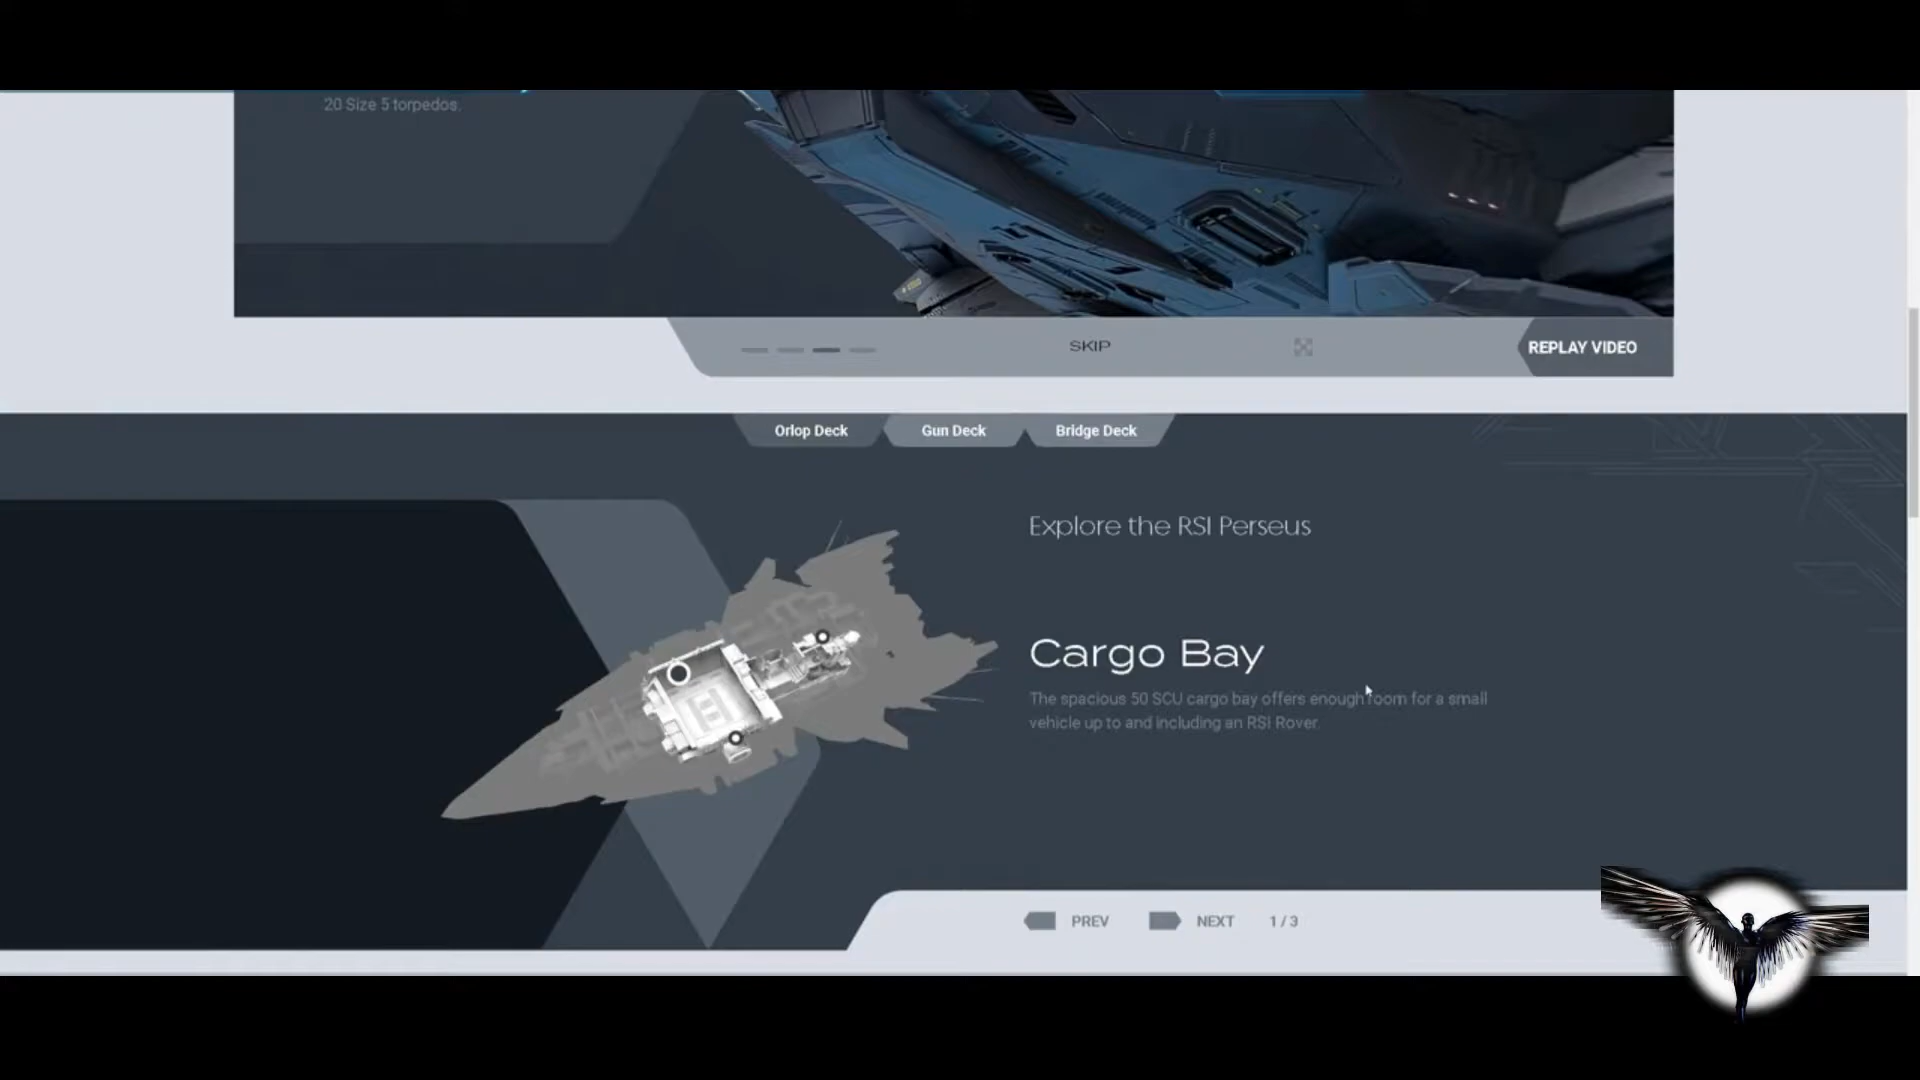 20 Size 5 torpedos.
SKIP
REPLAY VIDEO
Orlop Deck
Gun Deck
Bridge Deck
Explore the RSI Perseus
Cargo Bay
The spacious 50 SCU cargo bay offers enough room for a small
vehicle up to and including an RSI Rover.
PREV
NEXT
1 / 3